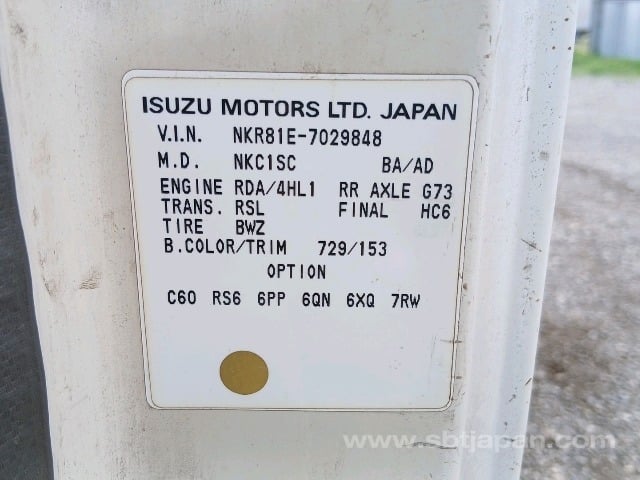 ISUZU MOTORS LTD. JAPAN
V.I.N. NKR81E-7029848
M.D. NKC1SC BA/AD
ENGINE RDA/4HL1 RR AXLE G73
TRANS. RSL FINAL HC6
TIRE BWZ
B.COLOR/TRIM 729/153
OPTION
C60 RS6 6PP 6QN 6XQ 7RW
www.sbtjapan.com